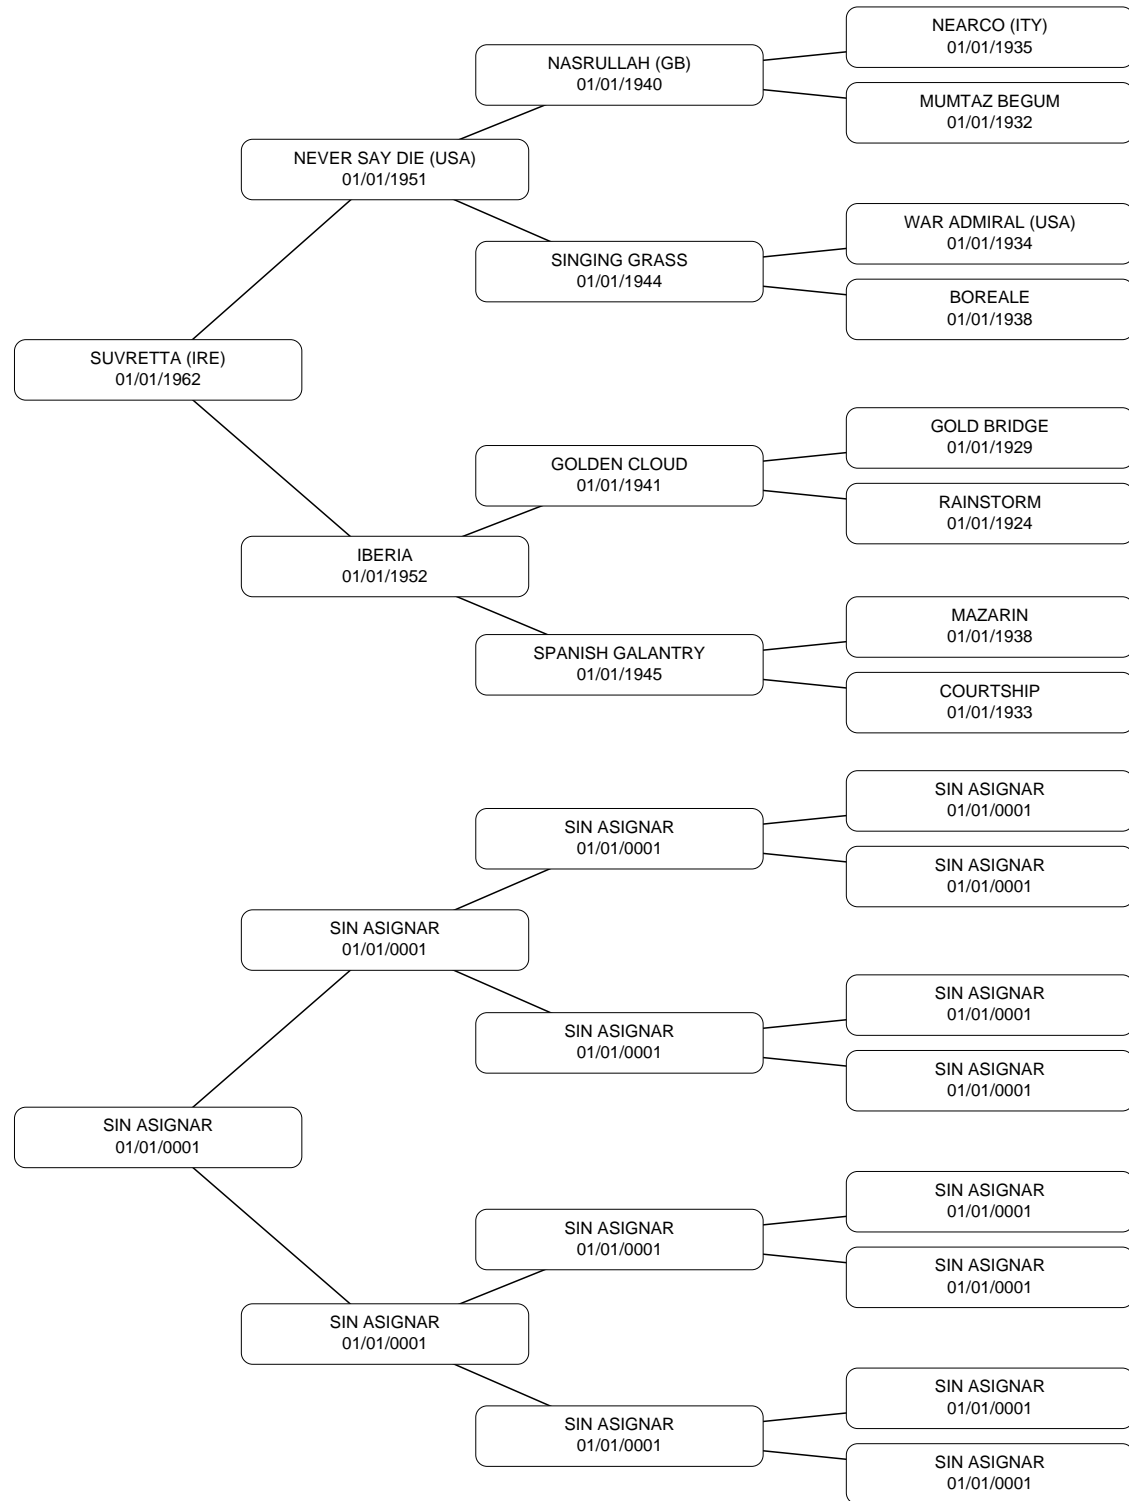 NEARCO (ITY)
01/01/1935
NASRULLAH (GB)
01/01/1940
MUMTAZ BEGUM
01/01/1932
NEVER SAY DIE (USA)
01/01/1951
WAR ADMIRAL (USA)
01/01/1934
SINGING GRASS
01/01/1944
BOREALE
01/01/1938
SUVRETTA (IRE)
01/01/1962
GOLD BRIDGE
01/01/1929
GOLDEN CLOUD
01/01/1941
RAINSTORM
01/01/1924
IBERIA
01/01/1952
MAZARIN
01/01/1938
SPANISH GALANTRY
01/01/1945
COURTSHIP
01/01/1933
SIN ASIGNAR
01/01/0001
SIN ASIGNAR
01/01/0001
SIN ASIGNAR
01/01/0001
SIN ASIGNAR
01/01/0001
SIN ASIGNAR
01/01/0001
SIN ASIGNAR
01/01/0001
SIN ASIGNAR
01/01/0001
SIN ASIGNAR
01/01/0001
SIN ASIGNAR
01/01/0001
SIN ASIGNAR
01/01/0001
SIN ASIGNAR
01/01/0001
SIN ASIGNAR
01/01/0001
SIN ASIGNAR
01/01/0001
SIN ASIGNAR
01/01/0001
SIN ASIGNAR
01/01/0001